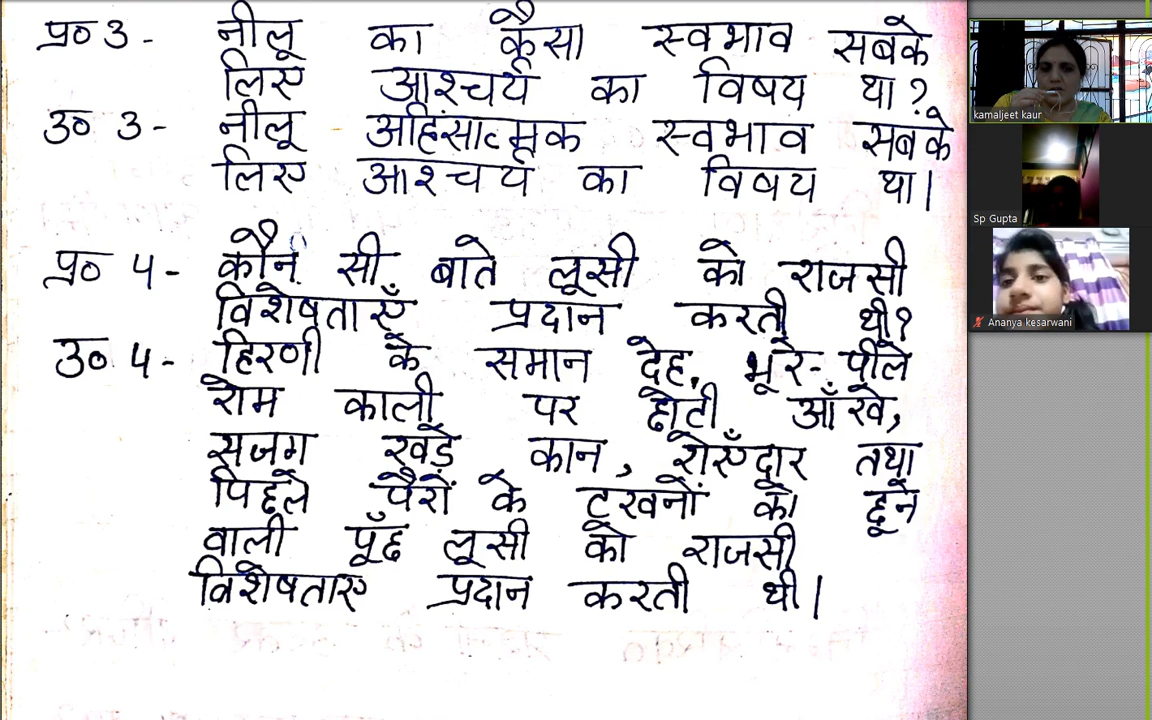 प्र० 3 - नीलू का कैसा स्वभाव सबके
लिए आश्चर्य का विषय था?
उ० 3 - नीलू - अहिंसात्मक स्वभाव सबके
लिए आश्चर्य का विषय था।
प्र० 4 - कौन सी बाते लूसी को राजसी
विशेषताएँ प्रदान करती थी?
उ० 4 - हिरणी के समान देह, भूरे-पीले
रोम काली पर छोटी आँखे,
सजग खड़े कान, रोएँदार तथा
पिछले पैरों के टखनों को छूने
वाली पूँछ लूसी को राजसी
विशेषताए प्रदान करती थी।
kamaljeet kaur
Sp Gupta
Ananya kesarwani